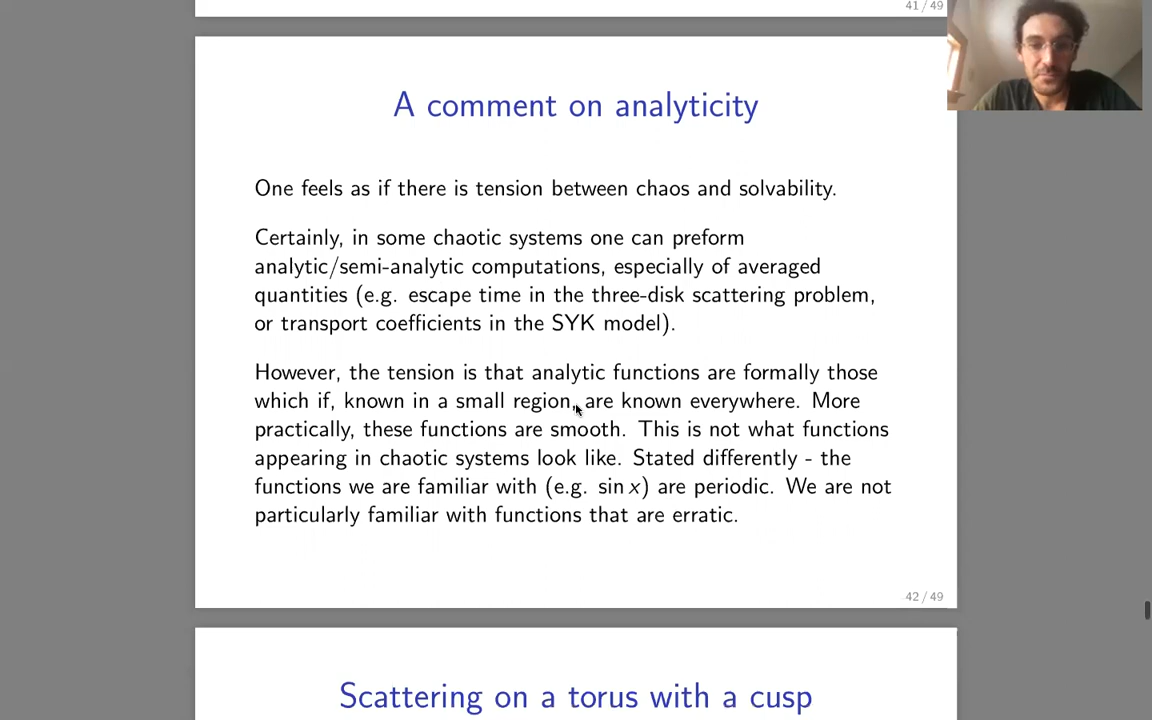 41 / 49
A comment on analyticity
One feels as if there is tension between chaos and solvability.
Certainly, in some chaotic systems one can preform
analytic/semi-analytic computations, especially of averaged
quantities (e.g. escape time in the three-disk scattering problem,
or transport coefficients in the SYK model).
However, the tension is that analytic functions are formally those
which if, known in a small region, are known everywhere. More
practically, these functions are smooth. This is not what functions
appearing in chaotic systems look like. Stated differently - the
functions we are familiar with (e.g. sin x) are periodic. We are not
particularly familiar with functions that are erratic.
42 / 49
Scattering on a torus with a cusp